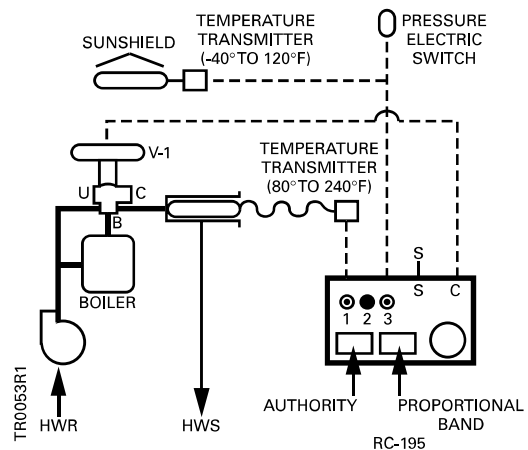 TEMPERATURE
TRANSMITTER
(-40° TO 120°F)
PRESSURE
ELECTRIC
SWITCH
SUNSHIELD
V-1
TEMPERATURE
TRANSMITTER
(80° TO 240°F)
U
C
B
BOILER
S
S
C
1
2
3
AUTHORITY
PROPORTIONAL
BAND
HWR
HWS
RC-195
TR0053R1